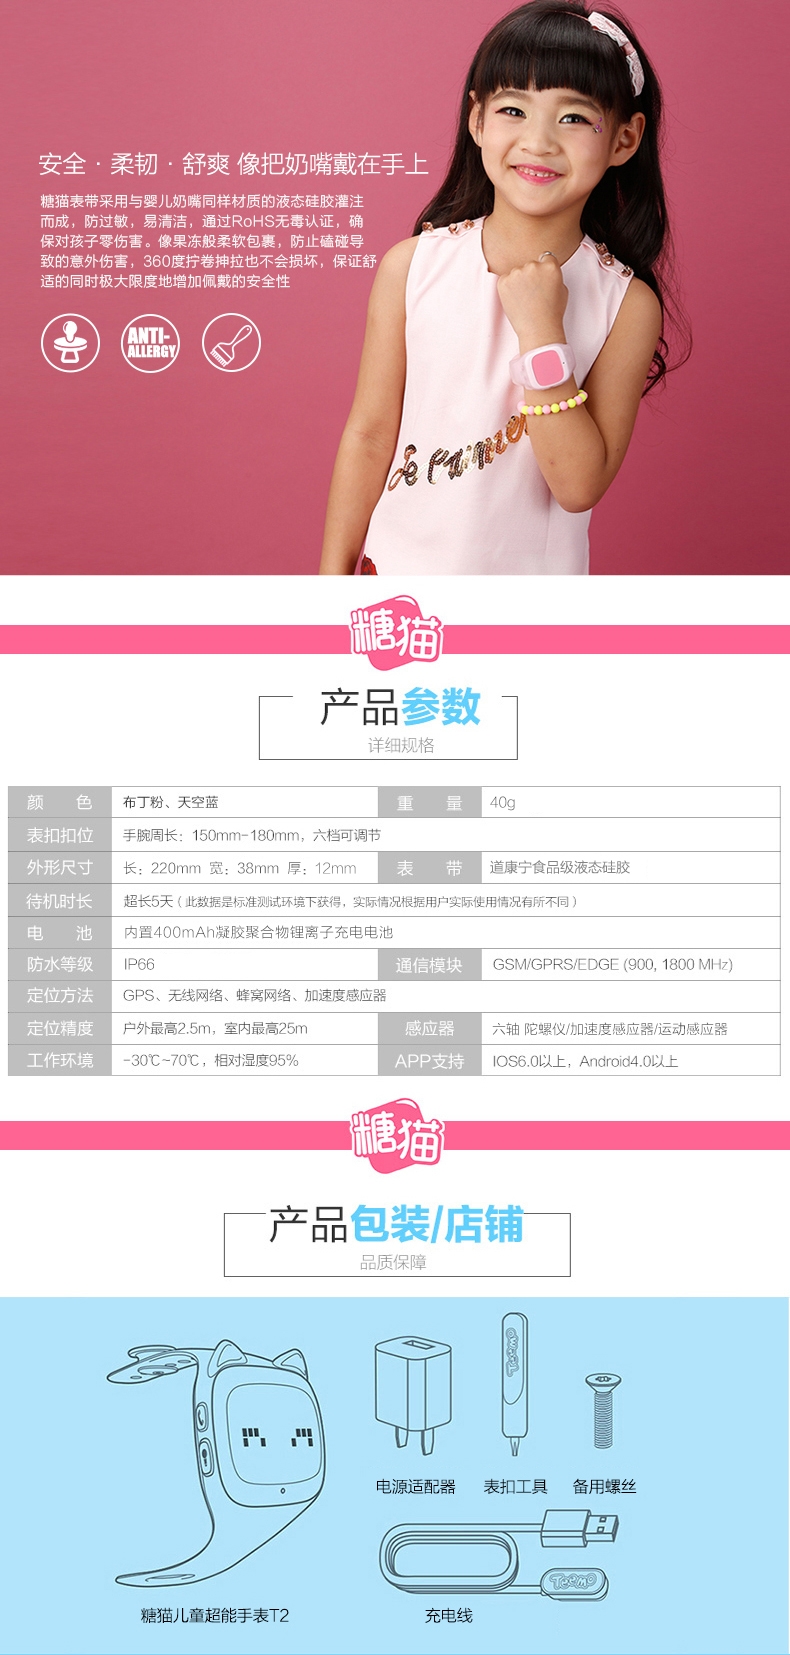 安全·柔韧·舒爽 像把奶嘴戴在手上
糖猫表带采用与婴儿奶嘴同样材质的液态硅胶灌注
而成，防过敏，易清洁，通过RoHS无毒认证，确
保对孩子零伤害。像果冻般柔软包裹，防止磕碰导
致的意外伤害，360度拧卷抻拉也不会损坏，保证舒
适的同时极大限度地增加佩戴的安全性
ANTI-
ALLERGY
糖猫
产品参数
详细规格
颜 色 布丁粉、天空蓝 重 量 40g
表扣扣位 手腕周长：150mm-180mm，六档可调节
外形尺寸 长：220mm 宽：38mm 厚：12mm 表 带 道康宁食品级液态硅胶
待机时长 超长5天（此数据是标准测试环境下获得，实际情况根据用户实际使用情况有所不同）
电 池 内置400mAh凝胶聚合物锂离子充电电池
防水等级 IP66 通信模块 GSM/GPRS/EDGE (900, 1800 MHz)
定位方法 GPS、无线网络、蜂窝网络、加速度感应器
定位精度 户外最高2.5m，室内最高25m 感应器 六轴 陀螺仪/加速度感应器/运动感应器
工作环境 -30℃~70℃，相对湿度95% APP支持 IOS6.0以上，Android4.0以上
糖猫
产品包装/店铺
品质保障
Teemo
电源适配器 表扣工具 备用螺丝
Teemo
糖猫儿童超能手表T2 充电线